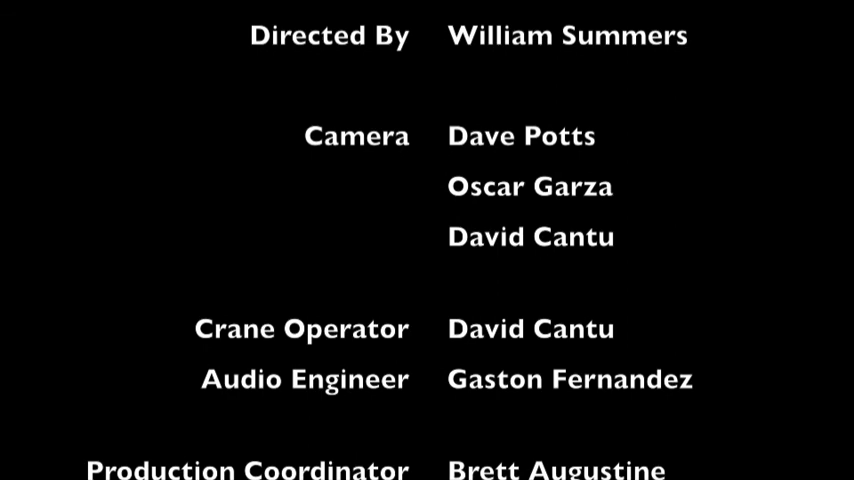 Directed By William Summers
Camera Dave Potts
Oscar Garza
David Cantu
Crane Operator David Cantu
Audio Engineer Gaston Fernandez
Production Coordinator Brett Augustine